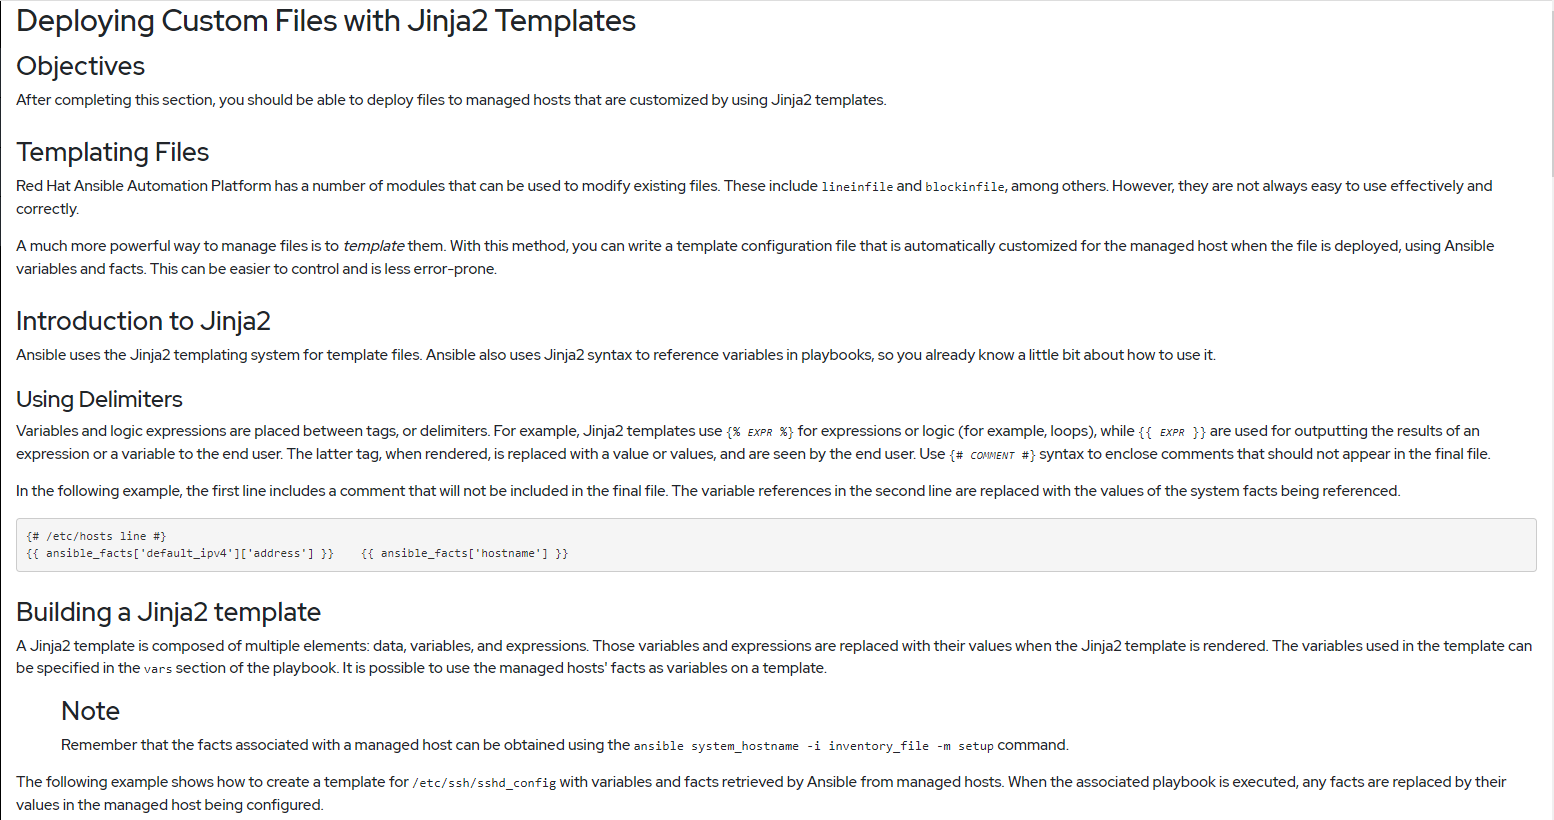 Deploying Custom Files with Jinja2 Templates
Objectives
After completing this section, you should be able to deploy files to managed hosts that are customized by using Jinja2 templates.
Templating Files
Red Hat Ansible Automation Platform has a number of modules that can be used to modify existing files. These include lineinfile and blockinfile, among others. However, they are not always easy to use effectively and
correctly.
A much more powerful way to manage files is to template them. With this method, you can write a template configuration file that is automatically customized for the managed host when the file is deployed, using Ansible
variables and facts. This can be easier to control and is less error-prone.
Introduction to Jinja2
Ansible uses the Jinja2 templating system for template files. Ansible also uses Jinja2 syntax to reference variables in playbooks, so you already know a little bit about how to use it.
Using Delimiters
Variables and logic expressions are placed between tags, or delimiters. For example, Jinja2 templates use {% EXPR %} for expressions or logic (for example, loops), while {{ EXPR }} are used for outputting the results of an
expression or a variable to the end user. The latter tag, when rendered, is replaced with a value or values, and are seen by the end user. Use {# COMMENT #} syntax to enclose comments that should not appear in the final file.
In the following example, the first line includes a comment that will not be included in the final file. The variable references in the second line are replaced with the values of the system facts being referenced.
{# /etc/hosts line #}
{{ ansible_facts['default_ipv4']['address'] }}    {{ ansible_facts['hostname'] }}
Building a Jinja2 template
A Jinja2 template is composed of multiple elements: data, variables, and expressions. Those variables and expressions are replaced with their values when the Jinja2 template is rendered. The variables used in the template can
be specified in the vars section of the playbook. It is possible to use the managed hosts' facts as variables on a template.
Note
Remember that the facts associated with a managed host can be obtained using the ansible system_hostname -i inventory_file -m setup command.
The following example shows how to create a template for /etc/ssh/sshd_config with variables and facts retrieved by Ansible from managed hosts. When the associated playbook is executed, any facts are replaced by their
values in the managed host being configured.